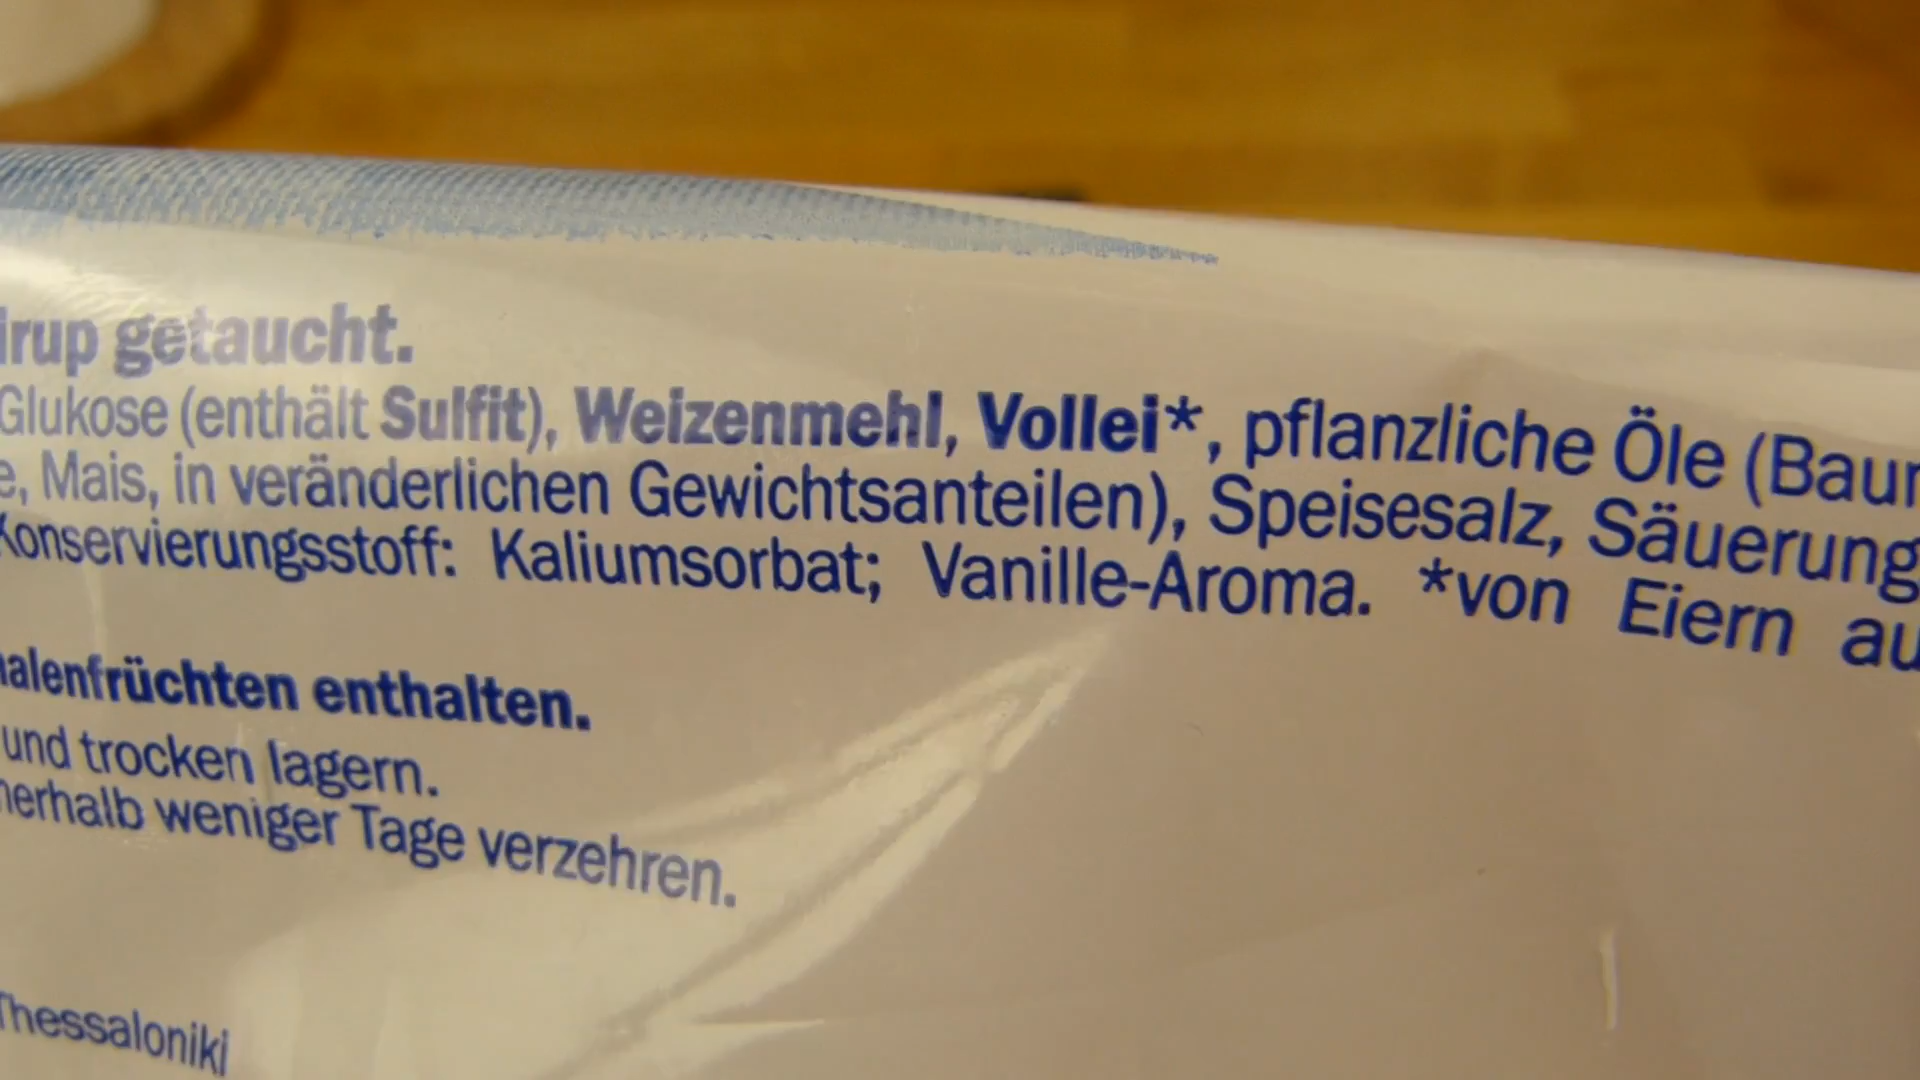 irup getaucht.
Glukose (enthält Sulfit), Weizenmehl, Vollei*, pflanzliche Öle (Baum
e, Mais, in veränderlichen Gewichtsanteilen), Speisesalz, Säuerung
Konservierungsstoff: Kaliumsorbat; Vanille-Aroma. *von Eiern au
alenfrüchten enthalten.
und trocken lagern.
nerhalb weniger Tage verzehren.
Thessaloniki